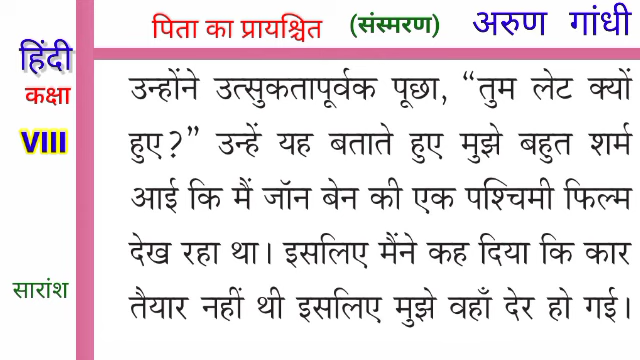 पिता का प्रायश्चित (संस्मरण) अरुण गांधी
हिंदी
कक्षा
VIII
सारांश
उन्होंने उत्सुकतापूर्वक पूछा, “तुम लेट क्यों
हुए?” उन्हें यह बताते हुए मुझे बहुत शर्म
आई कि मैं जॉन बेन की एक पश्चिमी फिल्म
देख रहा था। इसलिए मैंने कह दिया कि कार
तैयार नहीं थी इसलिए मुझे वहाँ देर हो गई।